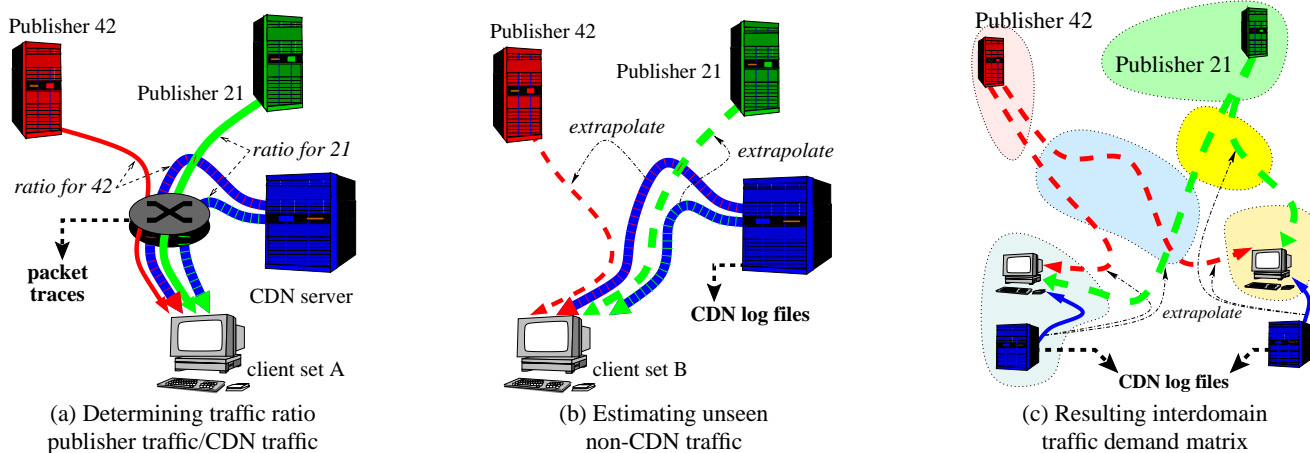 Publisher 42
Publisher 21
ratio for 21
ratio for 42
packet
traces
CDN server
client set A
(a) Determining traffic ratio
publisher traffic/CDN traffic
Publisher 42
Publisher 21
extrapolate
extrapolate
CDN log files
client set B
(b) Estimating unseen
non-CDN traffic
Publisher 42
Publisher 21
extrapolate
CDN log files
(c) Resulting interdomain
traffic demand matrix